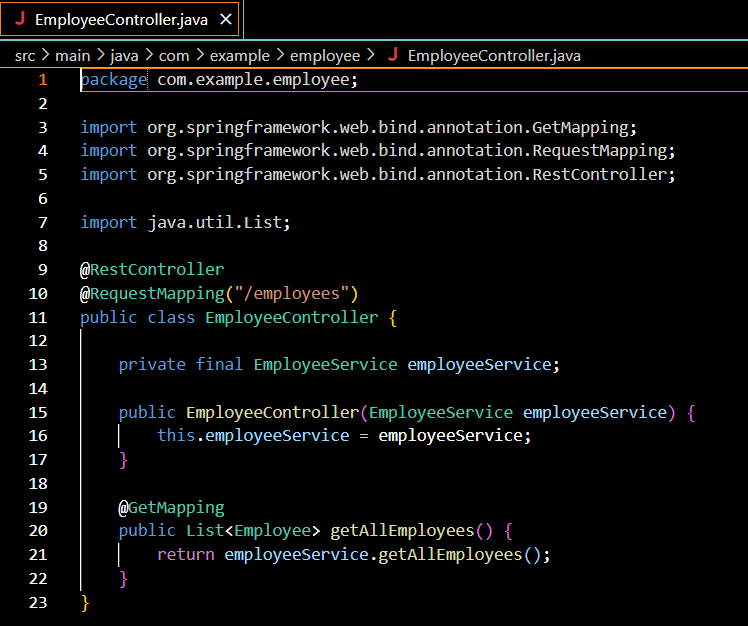 J EmployeeController.java ×
src > main > java > com > example > employee > J EmployeeController.java
1 package com.example.employee;
2
3 import org.springframework.web.bind.annotation.GetMapping;
4 import org.springframework.web.bind.annotation.RequestMapping;
5 import org.springframework.web.bind.annotation.RestController;
6
7 import java.util.List;
8
9 @RestController
10 @RequestMapping("/employees")
11 public class EmployeeController {
12
13     private final EmployeeService employeeService;
14
15     public EmployeeController(EmployeeService employeeService) {
16         this.employeeService = employeeService;
17     }
18
19     @GetMapping
20     public List<Employee> getAllEmployees() {
21         return employeeService.getAllEmployees();
22     }
23 }